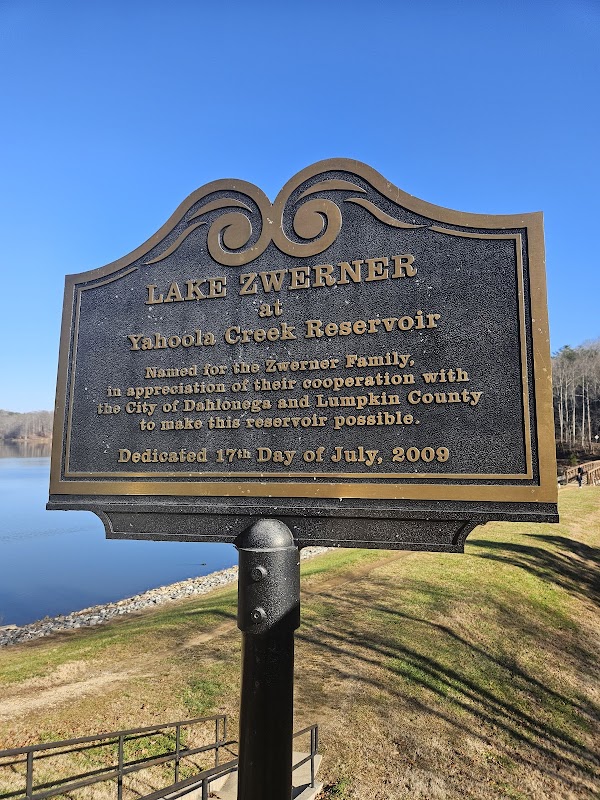 LAKE ZWERNER
at
Yahoola Creek Reservoir
Named for the Zwerner Family,
in appreciation of their cooperation with
the City of Dahlonega and Lumpkin County
to make this reservoir possible.
Dedicated 17th Day of July, 2009